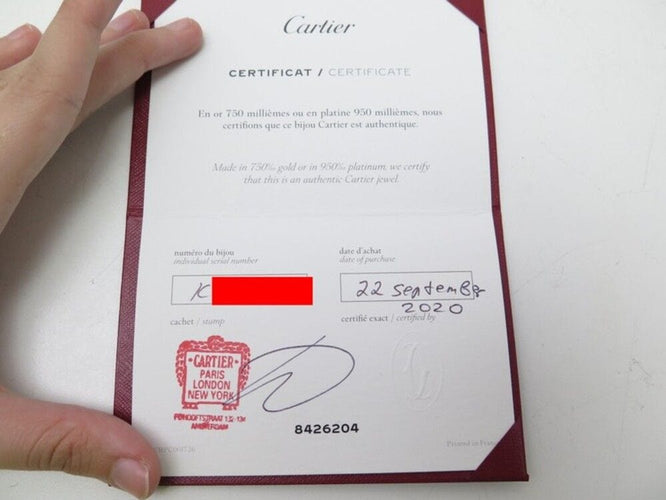 Cartier
CERTIFICAT / CERTIFICATE
En or 750 millièmes ou en platine 950 millièmes, nous
certifions que ce bijou Cartier est authentique.
Made in 750‰ gold or in 950‰ platinum, we certify
that this is an authentic Cartier jewel.
numéro du bijou
individual serial number
K
date d'achat
date of purchase
22 september
2020
cachet / stamp
certifié exact / certified by
CARTIER
PARIS
LONDON
NEW YORK
AMSTERDAM
8426204
Printed in